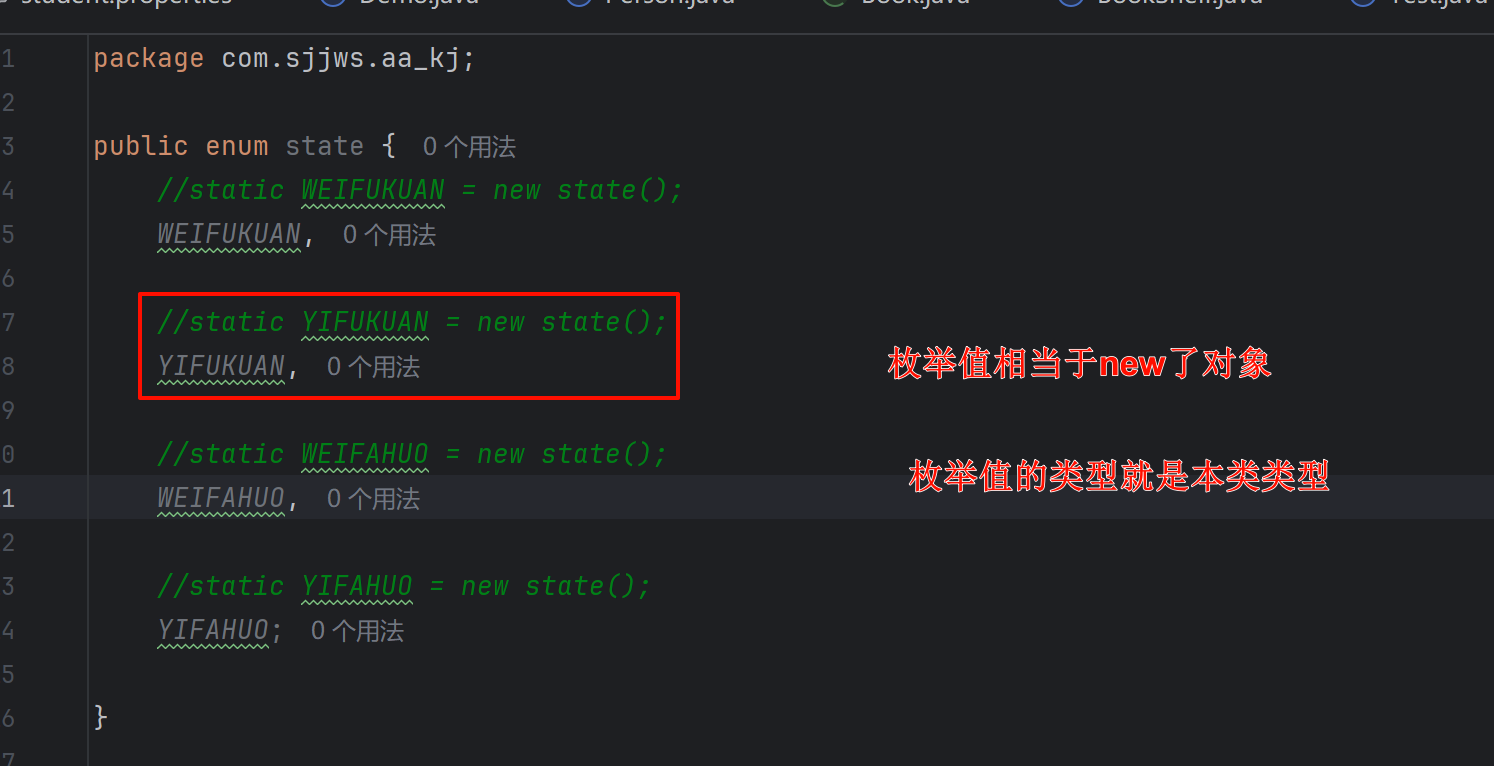 student.properties Demo.java Person.java Book.java BookShelf.java Test.java
1 package com.sjjws.aa_kj;
2
3 public enum state { 0 个用法
4 //static WEIFUKUAN = new state();
5 WEIFUKUAN, 0 个用法
6
7 //static YIFUKUAN = new state();
8 YIFUKUAN, 0 个用法
枚举值相当于new了对象
9
0 //static WEIFAHUO = new state();
枚举值的类型就是本类类型
1 WEIFAHUO, 0 个用法
2
3 //static YIFAHUO = new state();
4 YIFAHUO; 0 个用法
5
6 }
7